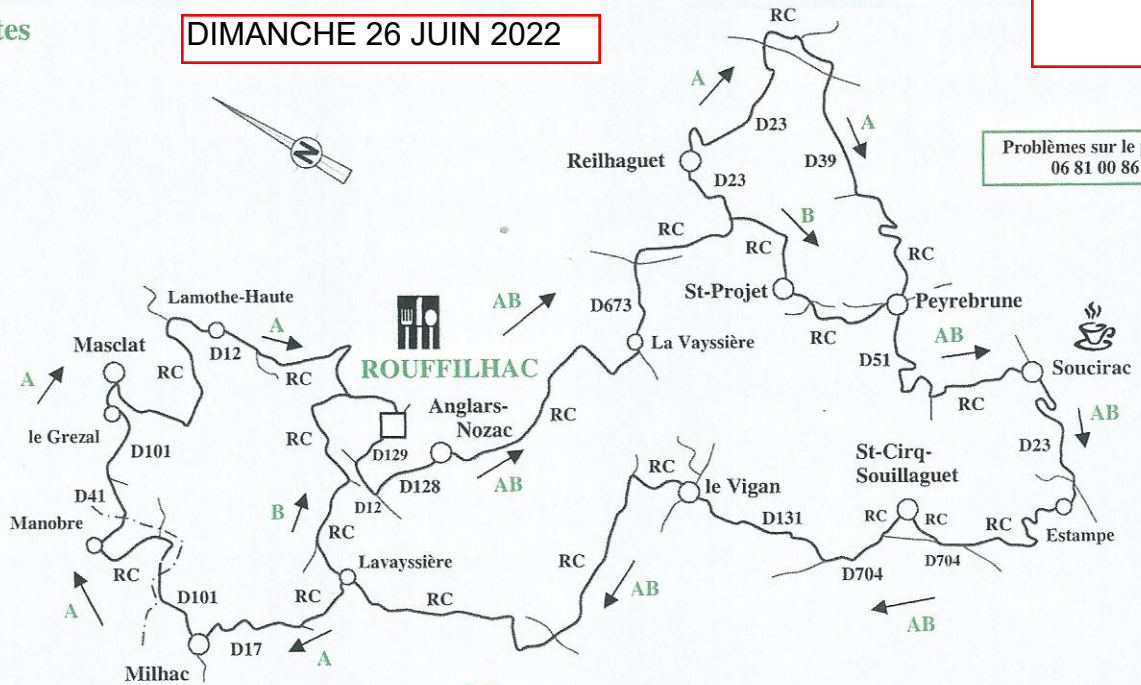 tes
DIMANCHE 26 JUIN 2022
RC
A
N
D23
A
Reilhaguet
D39
Problèmes sur le p
06 81 00 86
D23
B
RC
RC
RC
Lamothe-Haute
AB
St-Projet
Peyrebrune
D673
A
Masclat
D12
RC
La Vayssière
RC
AB
A
RC
ROUFFILHAC
D51
Soucirac
le Grezal
Anglars-
Nozac
RC
AB
D101
RC
RC
D129
St-Cirq-
Souillaguet
D23
D41
D128
AB
RC
le Vigan
Manobre
B
D12
D131
RC
RC
RC
Estampe
RC
RC
Lavayssière
RC
D704
D704
D101
RC
RC
AB
AB
A
D17
A
Milhac